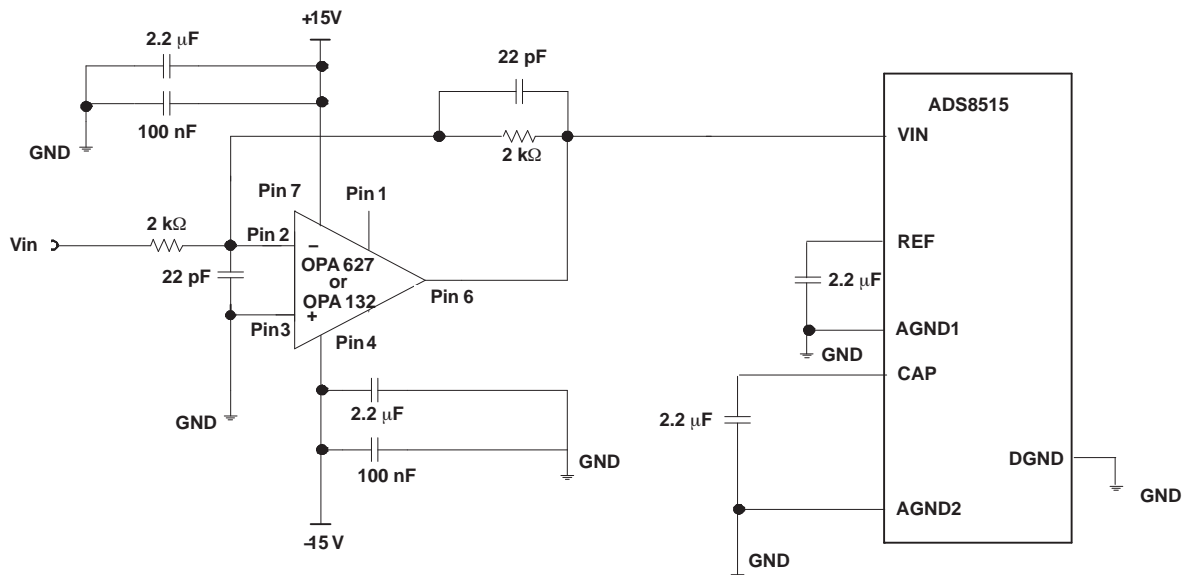 +15V
2.2 μF
22 pF
ADS8515
100 nF
GND
2 kΩ
VIN
Pin 7
Pin 1
2 kΩ
Vin
Pin 2
–
REF
22 pF
OPA 627
or
OPA 132
2.2 μF
Pin 6
Pin3
+
AGND1
Pin 4
GND
CAP
GND
2.2 μF
2.2 μF
100 nF
GND
DGND
GND
AGND2
–15 V
GND